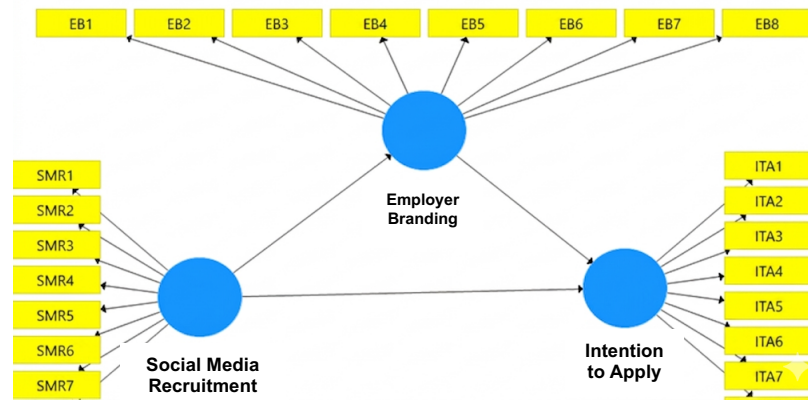 EB1 EB2 EB3 EB4 EB5 EB6 EB7 EB8
Employer
Branding
SMR1
SMR2
SMR3
SMR4
SMR5
SMR6
SMR7
Social Media
Recruitment
ITA1
ITA2
ITA3
ITA4
ITA5
ITA6
ITA7
Intention
to Apply